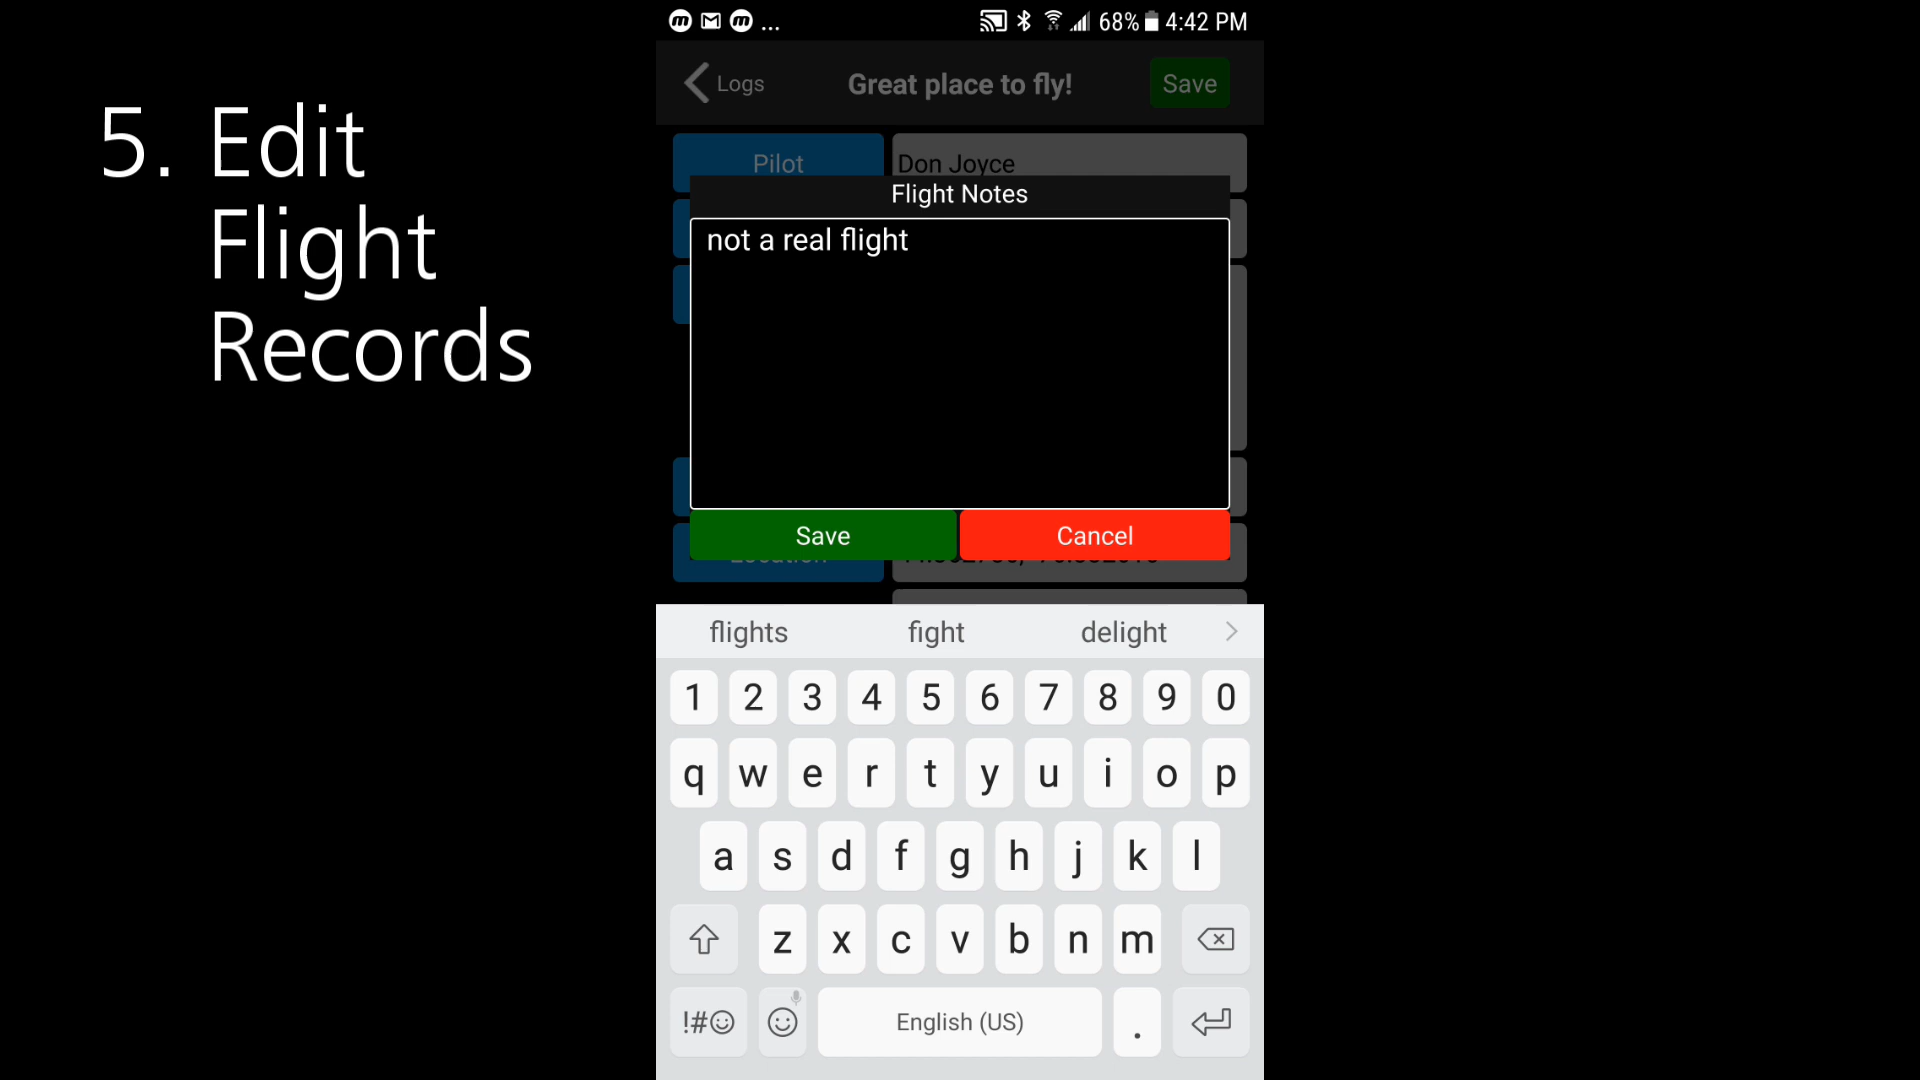 5. Edit
Flight
Records
68% 4:42 PM
Logs
Great place to fly!
Save
Pilot
Don Joyce
Flight Notes
not a real flight
Save
Cancel
Location
flights
fight
delight
1 2 3 4 5 6 7 8 9 0
q w e r t y u i o p
a s d f g h j k l
z x c v b n m
!#☺
English (US)
.